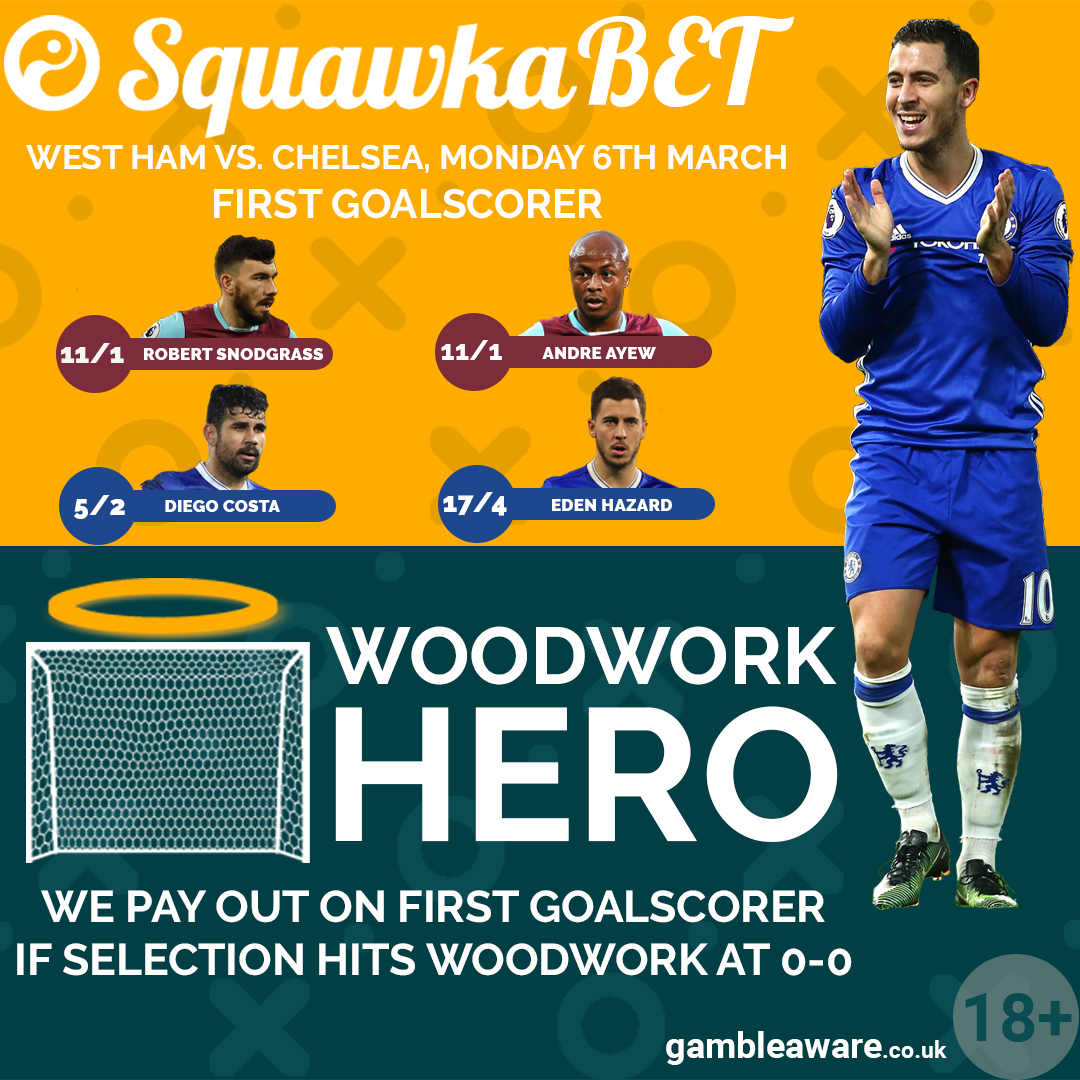 SquawkaBET
WEST HAM VS. CHELSEA, MONDAY 6TH MARCH
FIRST GOALSCORER
11/1 ROBERT SNODGRASS
11/1 ANDRE AYEW
5/2 DIEGO COSTA
17/4 EDEN HAZARD
adidas
10
WOODWORK
HERO
WE PAY OUT ON FIRST GOALSCORER
IF SELECTION HITS WOODWORK AT 0-0
18+
gambleaware.co.uk